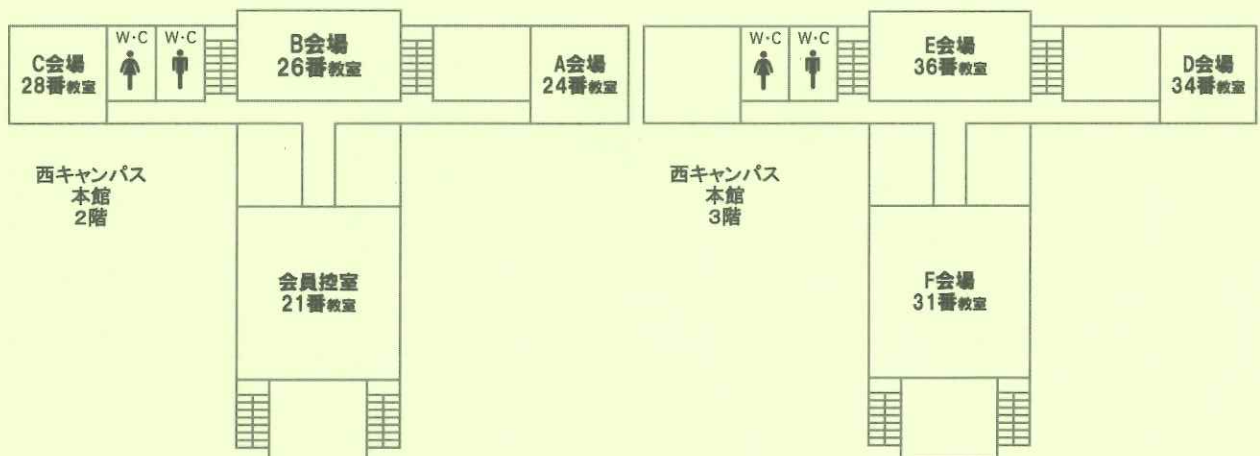 C会場
28番教室
W・C
W・C
B会場
26番教室
A会場
24番教室
西キャンパス
本館
2階
会員控室
21番教室
W・C
W・C
E会場
36番教室
D会場
34番教室
西キャンパス
本館
3階
F会場
31番教室